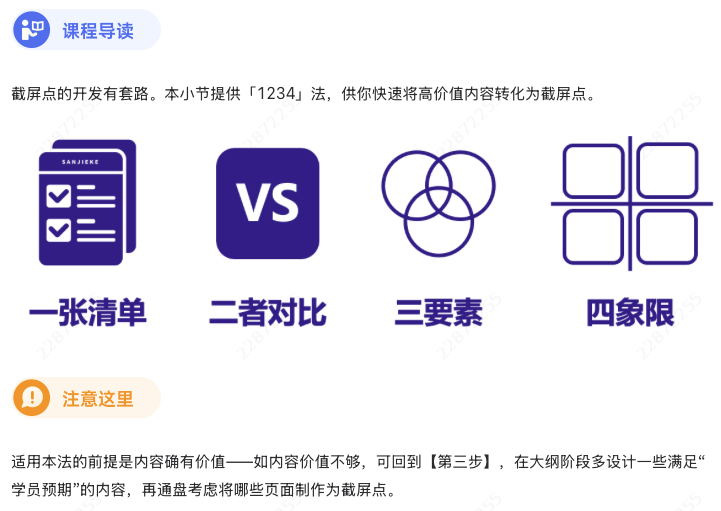 课程导读
截屏点的开发有套路。本小节提供「1234」法，供你快速将高价值内容转化为截屏点。
SANJIEKE
VS
一张清单 二者对比 三要素 四象限
注意这里
适用本法的前提是内容确有价值——如内容价值不够，可回到【第三步】，在大纲阶段多设计一些满足“
学员预期”的内容，再通盘考虑将哪些页面制作为截屏点。
22872255